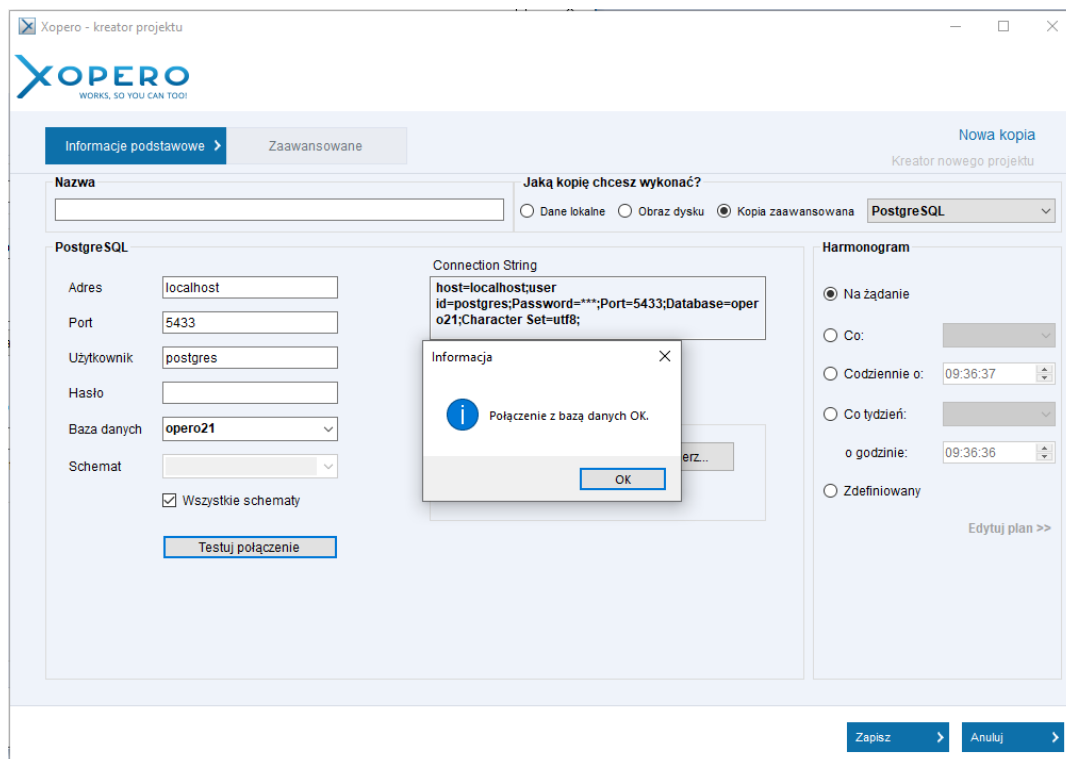 Xopero - kreator projektu
XOPERO
WORKS, SO YOU CAN TOO!
Informacje podstawowe
Zaawansowane
Nowa kopia
Kreator nowego projektu
Nazwa
Jaką kopię chcesz wykonać?
Dane lokalne
Obraz dysku
Kopia zaawansowana
PostgreSQL
PostgreSQL
Adres
localhost
Port
5433
Użytkownik
postgres
Hasło
Baza danych
opero21
Schemat
Wszystkie schematy
Testuj połączenie
Connection String
host=localhost;user
id=postgres;Password=***;Port=5433;Database=oper
o21;Character Set=utf8;
Informacja
Połączenie z bazą danych OK.
OK
erz...
Harmonogram
Na żądanie
Co:
Codziennie o:
09:36:37
Co tydzień:
o godzinie:
09:36:36
Zdefiniowany
Edytuj plan >>
Zapisz
Anuluj